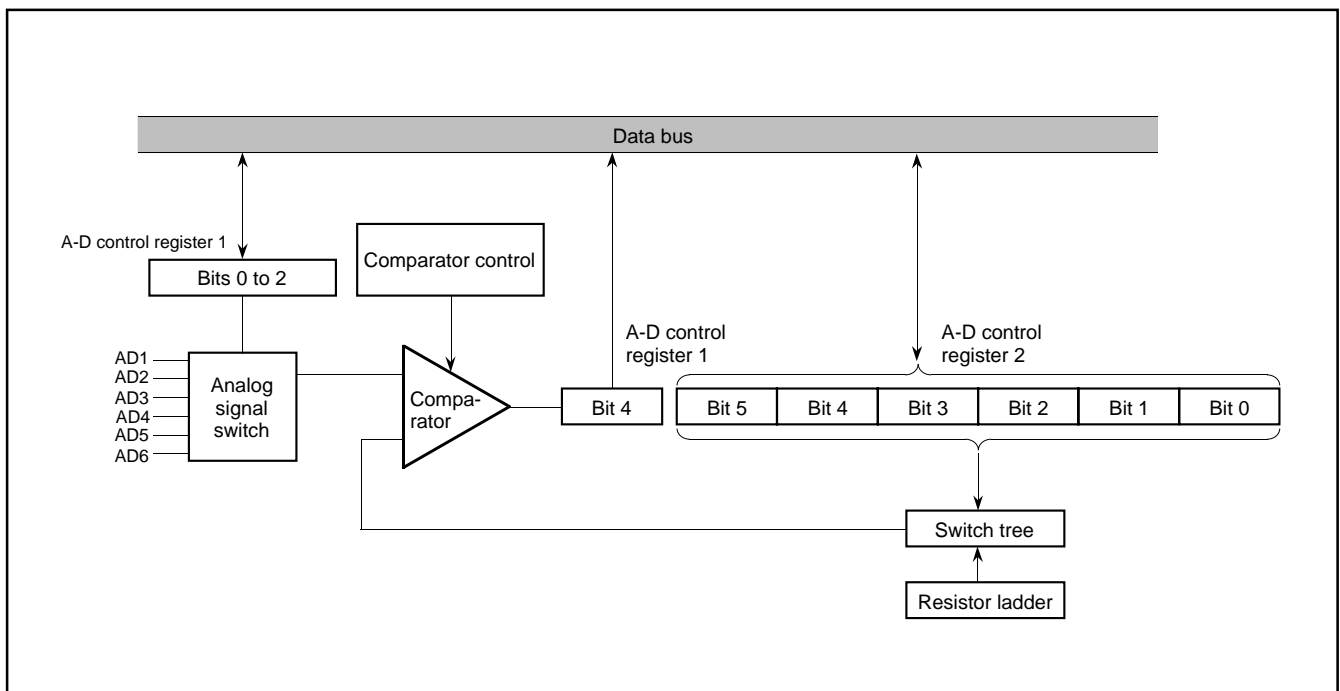 Data bus
A-D control register 1
Bits 0 to 2
Comparator control
A-D control
register 1
A-D control
register 2
AD1
AD2
AD3
AD4
AD5
AD6
Analog
signal
switch
Compa-
rator
Bit 4
Bit 5
Bit 4
Bit 3
Bit 2
Bit 1
Bit 0
Switch tree
Resistor ladder